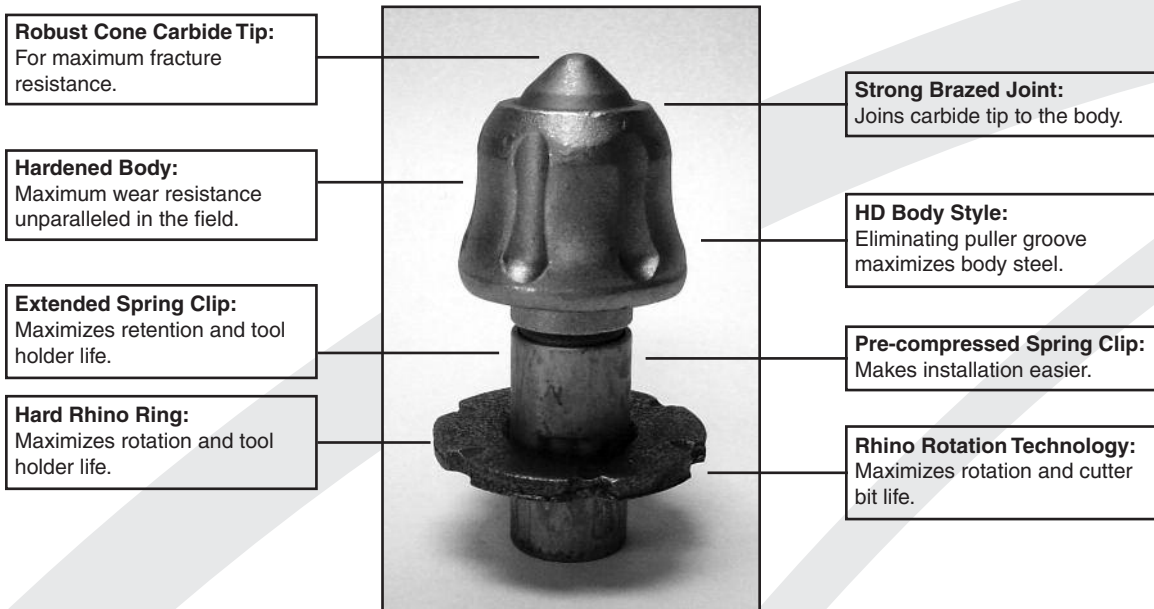 Robust Cone Carbide Tip:
For maximum fracture
resistance.
Hardened Body:
Maximum wear resistance
unparalleled in the field.
Extended Spring Clip:
Maximizes retention and tool
holder life.
Hard Rhino Ring:
Maximizes rotation and tool
holder life.
Strong Brazed Joint:
Joins carbide tip to the body.
HD Body Style:
Eliminating puller groove
maximizes body steel.
Pre-compressed Spring Clip:
Makes installation easier.
Rhino Rotation Technology:
Maximizes rotation and cutter
bit life.